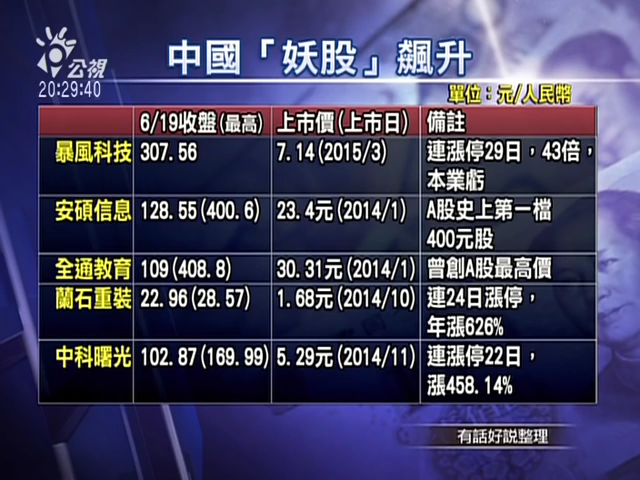 中國「妖股」飆升
公視
20:29:40
單位：元/人民幣
6/19收盤(最高) 上市價(上市日) 備註
暴風科技 307.56 7.14(2015/3) 連漲停29日，43倍，
本業虧
安碩信息 128.55(400.6) 23.4元(2014/1) A股史上第一檔
400元股
全通教育 109(408.8) 30.31元(2014/1) 曾創A股最高價
蘭石重裝 22.96(28.57) 1.68元(2014/10) 連24日漲停，
年漲626%
中科曙光 102.87(169.99) 5.29元(2014/11) 連漲停22日，
漲458.14%
有話好說整理